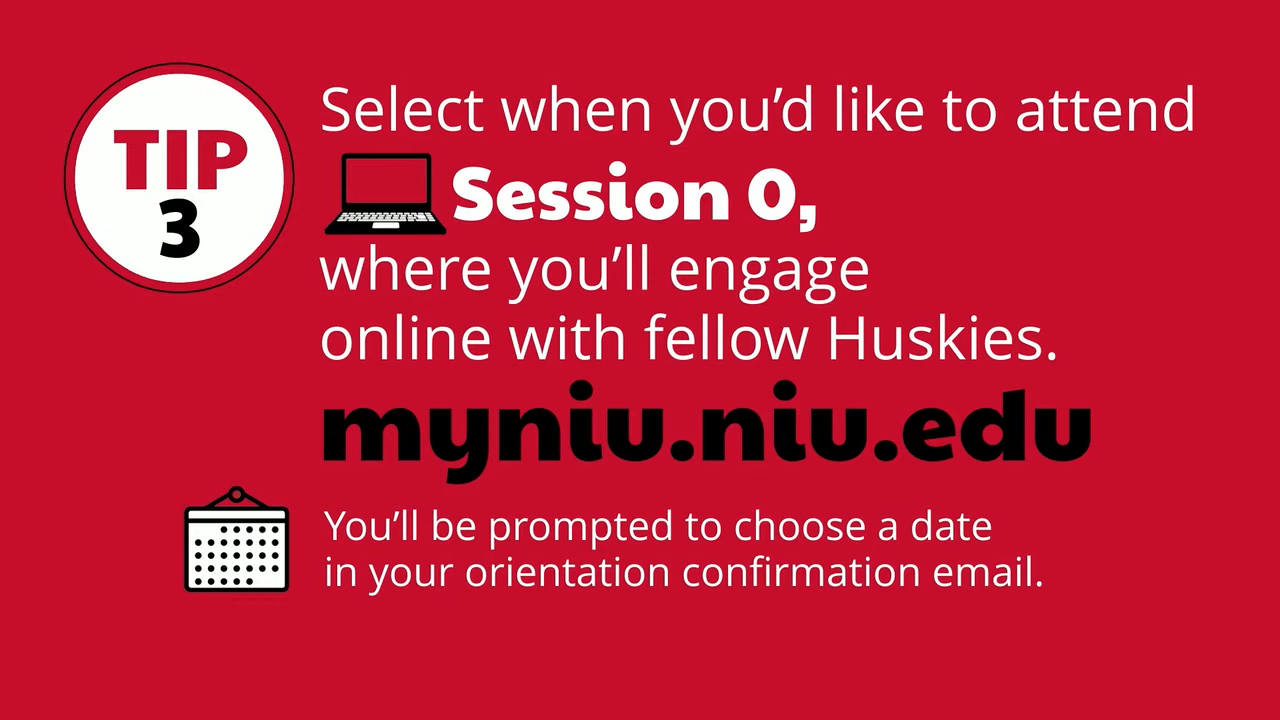 TIP
3
Select when you’d like to attend
Session 0,
where you’ll engage
online with fellow Huskies.
myniu.niu.edu
You’ll be prompted to choose a date
in your orientation confirmation email.